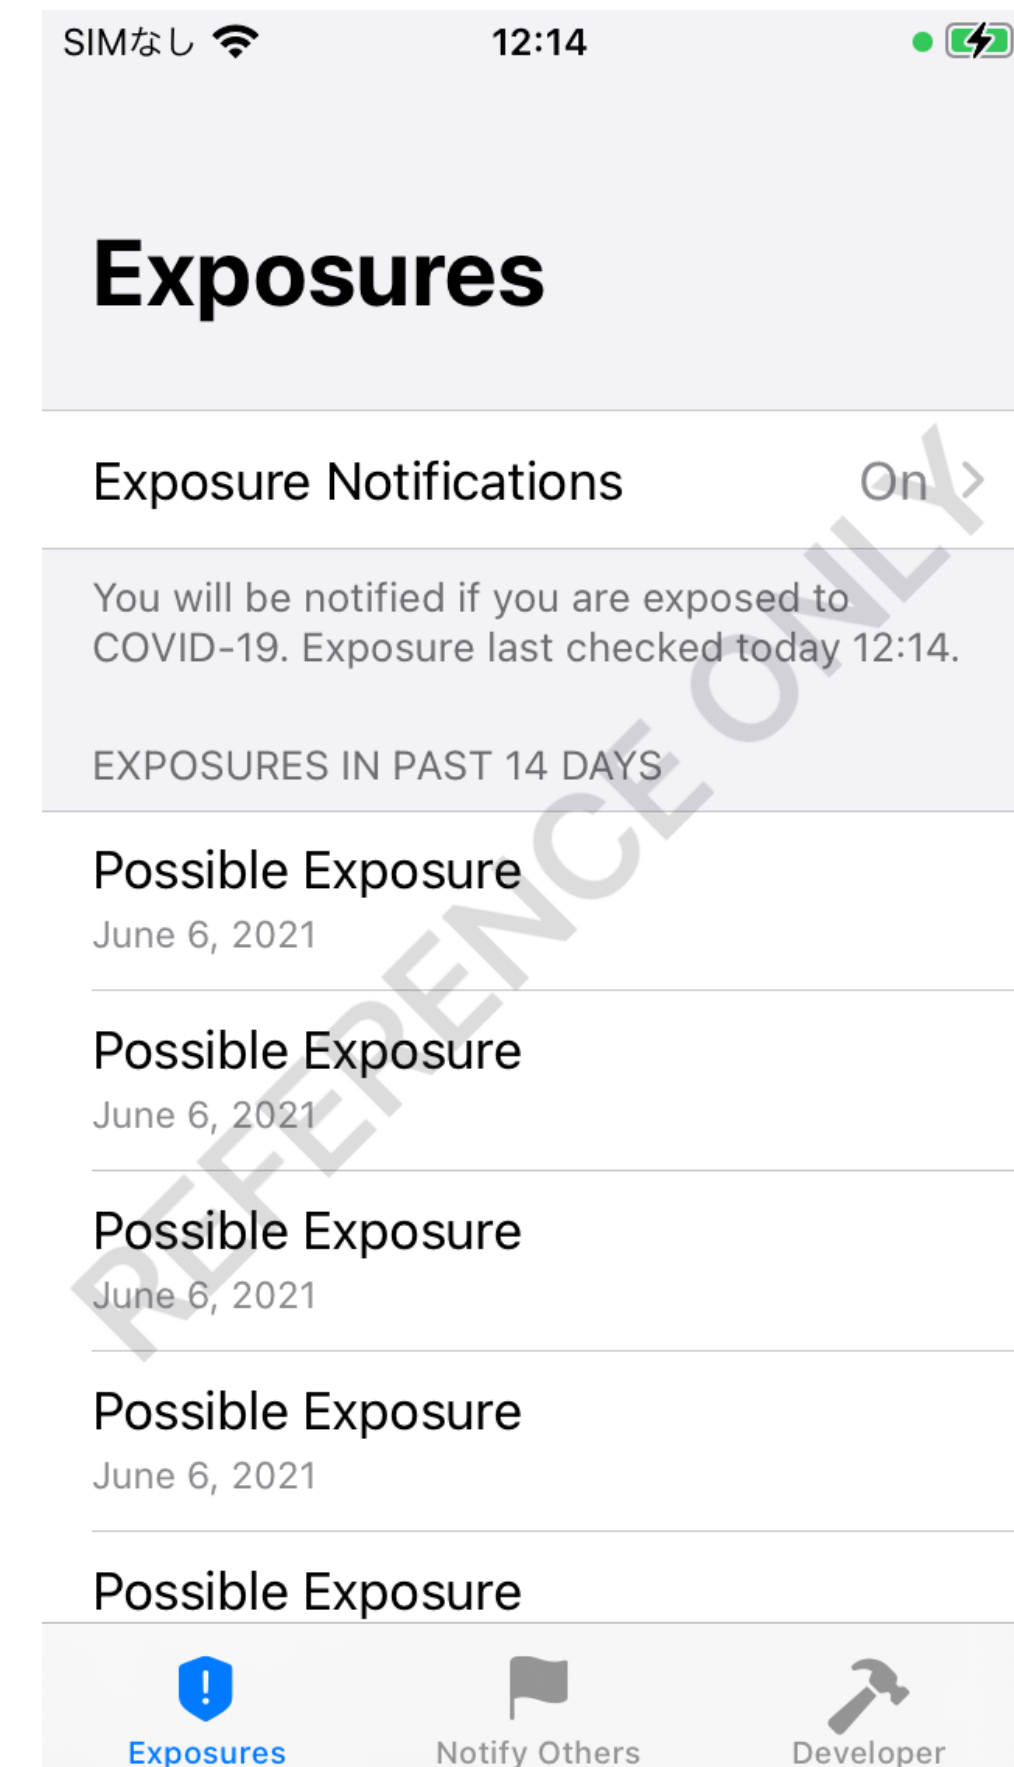 SIMなし 12:14
Exposures
Exposure Notifications On
You will be notified if you are exposed to
COVID-19. Exposure last checked today 12:14.
EXPOSURES IN PAST 14 DAYS
Possible Exposure
June 6, 2021
Possible Exposure
June 6, 2021
Possible Exposure
June 6, 2021
Possible Exposure
June 6, 2021
Possible Exposure
Exposures Notify Others Developer
REFERENCE ONLY